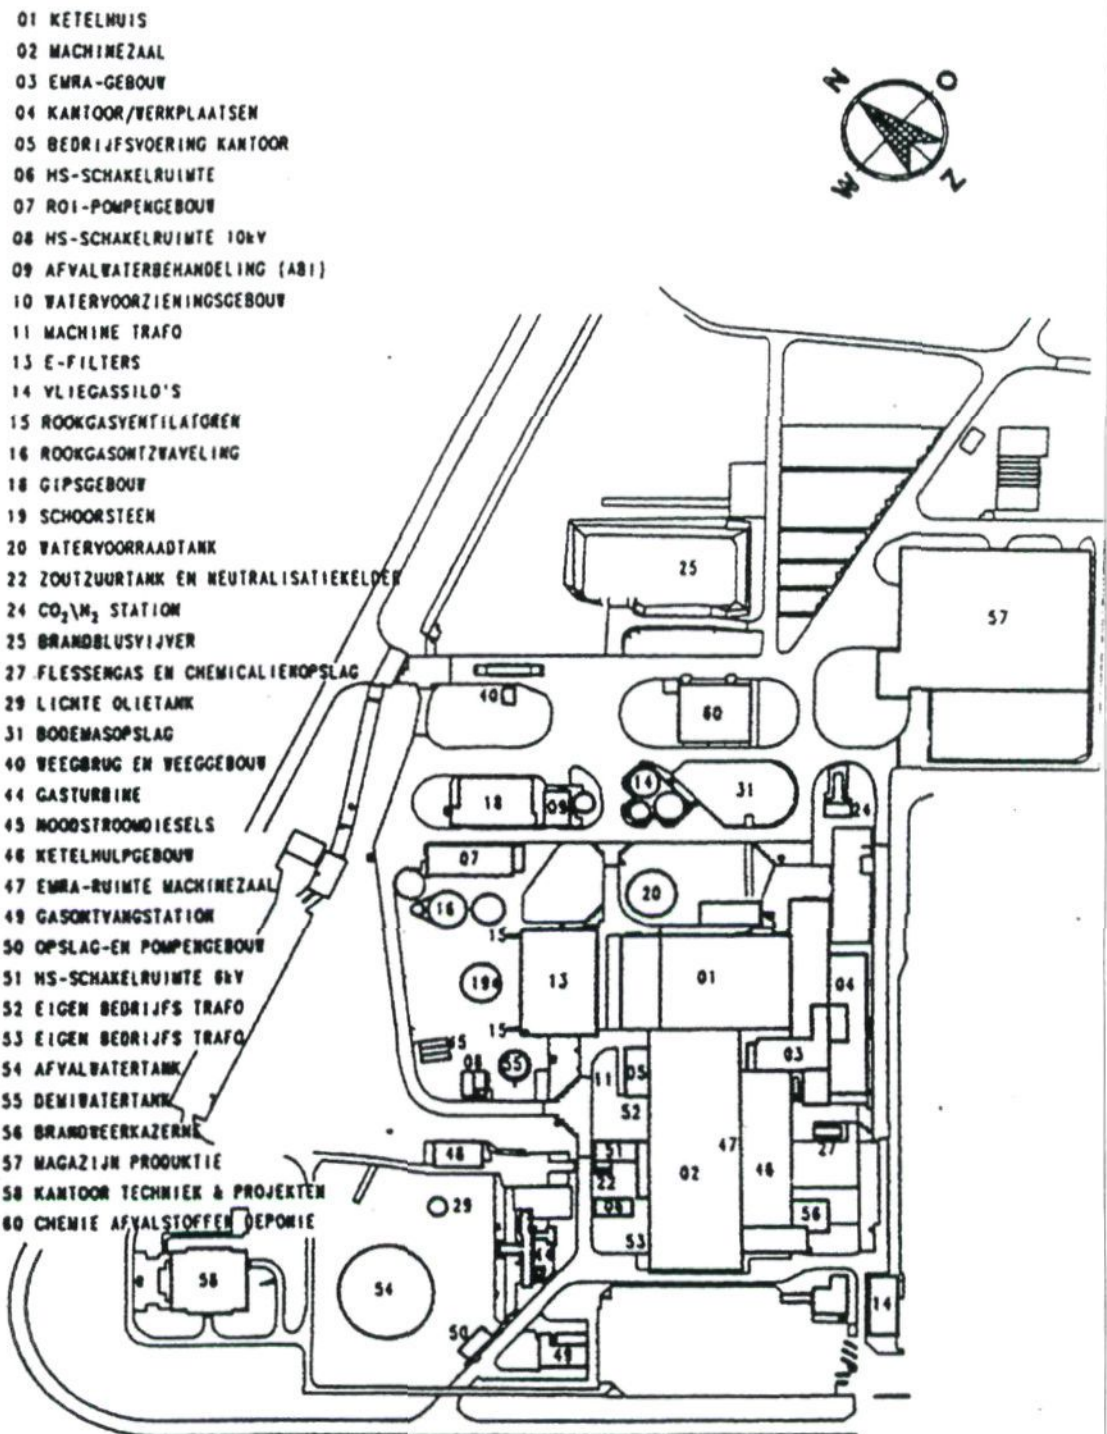 01 KETELHUIS
02 MACHINEZAAL
03 EMRA-GEBOUW
04 KANTOOR/WERKPLAATSEN
05 BEDRIJFSVOERING KANTOOR
06 HS-SCHAKELRUIMTE
07 ROI-POMPENGEBOUW
08 HS-SCHAKELRUIMTE 10kV
09 AFVALWATERBEHANDELING (ABI)
10 WATERVOORZIENINGSGEBOUW
11 MACHINE TRAFO
13 E-FILTERS
14 VLIEGASSILO'S
15 ROOKGASVENTILATOREN
16 ROOKGASONTZWAVELING
18 GIPSGEBOUW
19 SCHOORSTEEN
20 WATERVOORRAADTANK
22 ZOUTZUURTANK EN NEUTRALISATIEKELDER
24 CO₂\N₂ STATION
25 BRANDBLUSVIJVER
27 FLESSENGAS EN CHEMICALIENOPSLAG
29 LICHTE OLIETANK
31 BODEMASOPSLAG
40 WEEGBRUG EN WEEGGEBOUW
44 GASTURBINE
45 NOODSTROOMDIESELS
46 KETELHULPGEBOUW
47 EMRA-RUIMTE MACHINEZAAL
49 GASONTVANGSTATION
50 OPSLAG-EN POMPENGEBOUW
51 HS-SCHAKELRUIMTE 6kV
52 EIGEN BEDRIJFS TRAFO
53 EIGEN BEDRIJFS TRAFO
54 AFVALWATERTANK
55 DEMIWATERTANK
56 BRANDWEERKAZERNE
57 MAGAZIJN PRODUKTIE
58 KANTOOR TECHNIEK & PROJEKTEN
60 CHEMIE AFVALSTOFFEN DEPONIE
N
O
W
Z
25
57
40
60
18
09
14
31
24
07
16
20
15
19
13
01
04
15
45
08
55
11
05
03
52
47
46
51
22
02
27
56
53
29
54
58
50
49
14